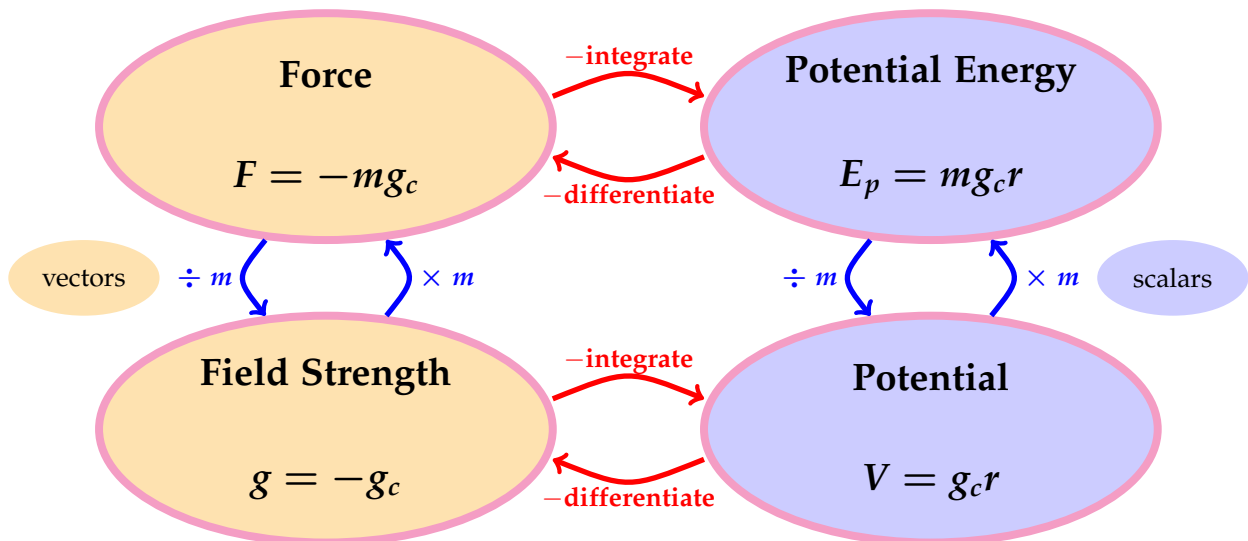 Force
F = −mg_c
Potential Energy
E_p = mg_c r
−integrate
−differentiate
vectors
÷ m
× m
÷ m
× m
scalars
Field Strength
g = −g_c
Potential
V = g_c r
−integrate
−differentiate